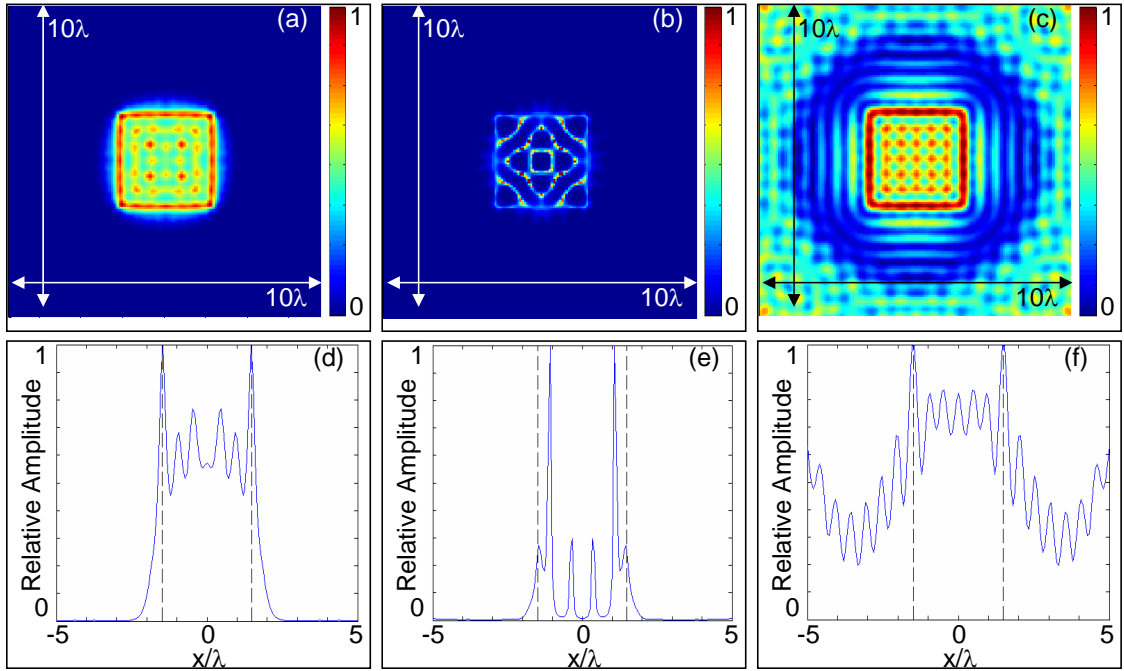 (a)
1
10λ
10λ
0
(b)
1
10λ
10λ
0
(c)
1
10λ
10λ
0
(d)
1
Relative Amplitude
0
-5
0
5
x/λ
(e)
1
Relative Amplitude
0
-5
0
5
x/λ
(f)
1
Relative Amplitude
0
-5
0
5
x/λ